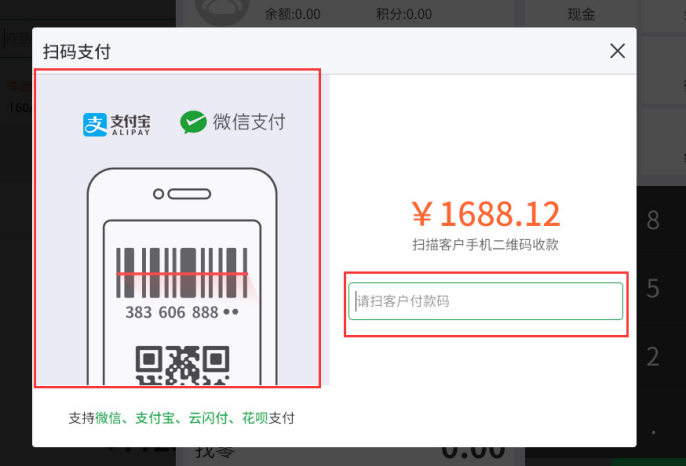 余额:0.00
积分:0.00
现金
扫码支付
支付宝
ALIPAY
微信支付
383 606 888
¥1688.12
扫描客户手机二维码收款
请扫客户付款码
支持微信、支付宝、云闪付、花呗支付
找零
0.00
8
5
2
.